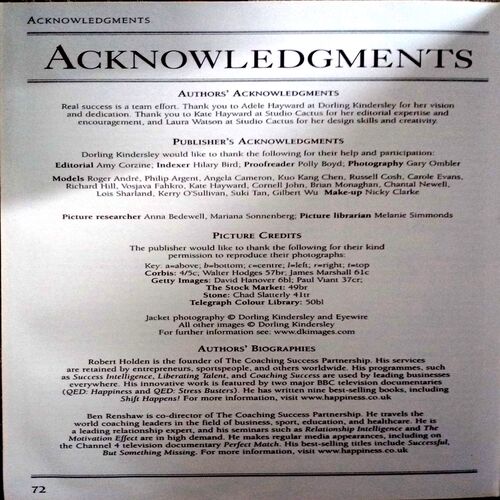 ACKNOWLEDGMENTS
ACKNOWLEDGMENTS
AUTHORS' ACKNOWLEDGMENTS
Real success is a team effort. Thank you to Adèle Hayward at Dorling Kindersley for her vision
and dedication. Thank you to Kate Hayward at Studio Cactus for her editorial expertise and
encouragement, and Laura Watson at Studio Cactus for her design skills and creativity.
PUBLISHER'S ACKNOWLEDGMENTS
Dorling Kindersley would like to thank the following for their help and participation:
Editorial Amy Corzine; Indexer Hilary Bird; Proofreader Polly Boyd; Photography Gary Ombler
Models Roger André, Philip Argent, Angela Cameron, Kuo Kang Chen, Russell Cosh, Carole Evans,
Richard Hill, Vosjava Fahkro, Kate Hayward, Cornell John, Brian Monaghan, Chantal Newell,
Lois Sharland, Kerry O'Sullivan, Suki Tan, Gilbert Wu Make-up Nicky Clarke
Picture researcher Anna Bedewell, Mariana Sonnenberg; Picture librarian Melanie Simmonds
PICTURE CREDITS
The publisher would like to thank the following for their kind
permission to reproduce their photographs:
Key: a=above; b=bottom; c=centre; l=left; r=right; t=top
Corbis: 4/5c, Walter Hodges 57br; James Marshall 61c
Getty Images: David Hanover 6bl; Paul Viant 37cr;
The Stock Market: 49br
Stone: Chad Slatterly 41tr
Telegraph Colour Library: 50bl
Jacket photography © Dorling Kindersley and Eyewire
All other images © Dorling Kindersley
For further information see: www.dkimages.com
AUTHORS' BIOGRAPHIES
Robert Holden is the founder of The Coaching Success Partnership. His services
are retained by entrepreneurs, sportspeople, and others worldwide. His programmes, such
as Success Intelligence, Liberating Talent, and Coaching Success are used by leading businesses
everywhere. His innovative work is featured by two major BBC television documentaries
(QED: Happiness and QED: Stress Busters). He has written nine best-selling books, including
Shift Happens! For more information, visit www.happiness.co.uk
Ben Renshaw is co-director of The Coaching Success Partnership. He travels the
world coaching leaders in the field of business, sport, education, and healthcare. He is
a leading relationship expert, and his seminars such as Relationship Intelligence and The
Motivation Effect are in high demand. He makes regular media appearances, including on
the Channel 4 television documentary Perfect Match. His best-selling titles include Successful,
But Something Missing. For more information, visit www.happiness.co.uk
72